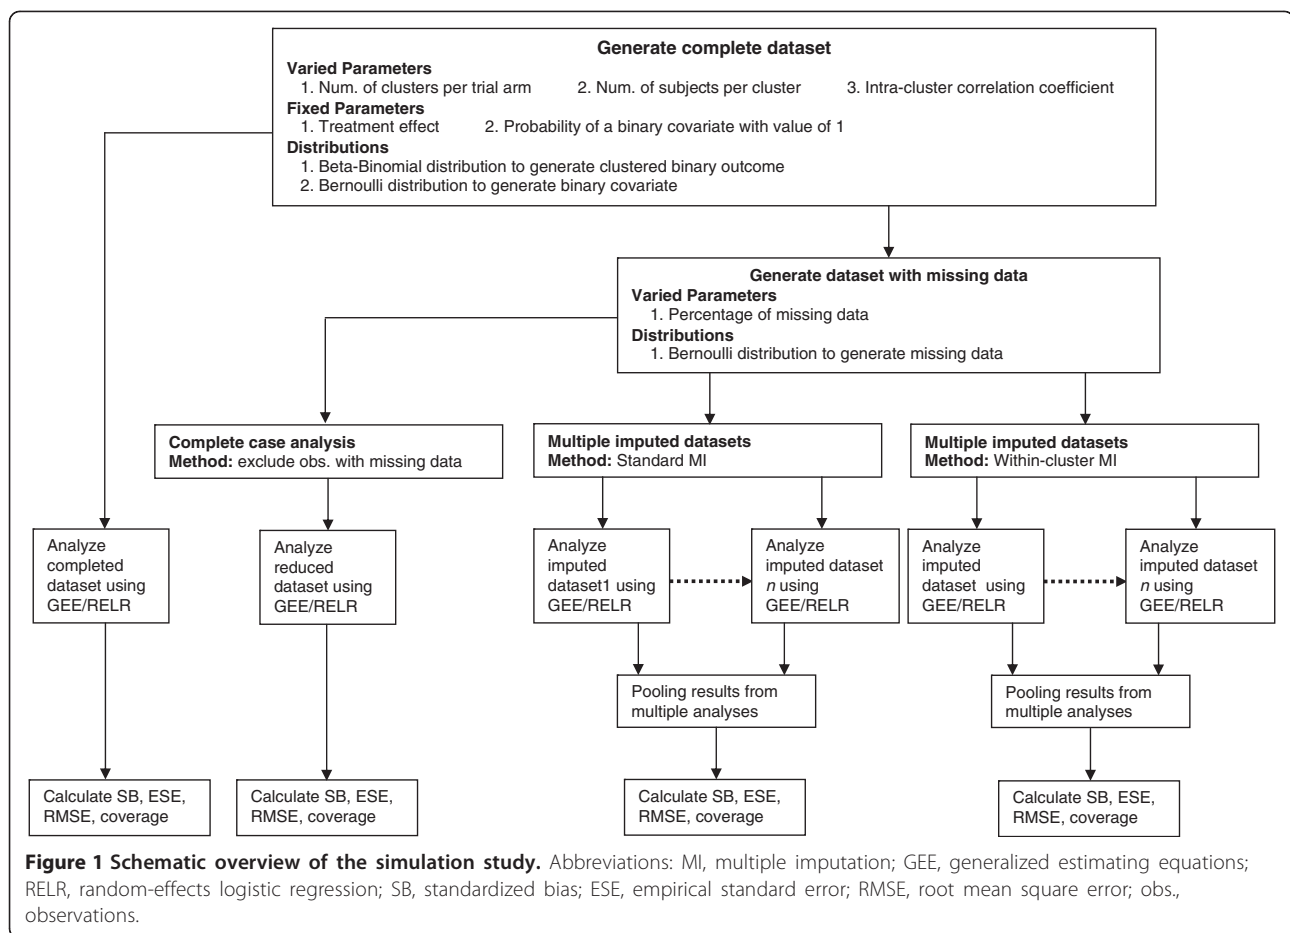 Generate complete dataset
Varied Parameters
1. Num. of clusters per trial arm 2. Num. of subjects per cluster 3. Intra-cluster correlation coefficient
Fixed Parameters
1. Treatment effect 2. Probability of a binary covariate with value of 1
Distributions
1. Beta-Binomial distribution to generate clustered binary outcome
2. Bernoulli distribution to generate binary covariate
Generate dataset with missing data
Varied Parameters
1. Percentage of missing data
Distributions
1. Bernoulli distribution to generate missing data
Complete case analysis
Method: exclude obs. with missing data
Multiple imputed datasets
Method: Standard MI
Multiple imputed datasets
Method: Within-cluster MI
Analyze
completed
dataset using
GEE/RELR
Analyze
reduced
dataset using
GEE/RELR
Analyze
imputed
dataset1 using
GEE/RELR
Analyze
imputed dataset
n using
GEE/RELR
Analyze
imputed
dataset using
GEE/RELR
Analyze
imputed dataset
n using
GEE/RELR
Pooling results from
multiple analyses
Pooling results from
multiple analyses
Calculate SB, ESE,
RMSE, coverage
Calculate SB, ESE,
RMSE, coverage
Calculate SB, ESE,
RMSE, coverage
Calculate SB, ESE,
RMSE, coverage
Figure 1 Schematic overview of the simulation study. Abbreviations: MI, multiple imputation; GEE, generalized estimating equations;
RELR, random-effects logistic regression; SB, standardized bias; ESE, empirical standard error; RMSE, root mean square error; obs.,
observations.